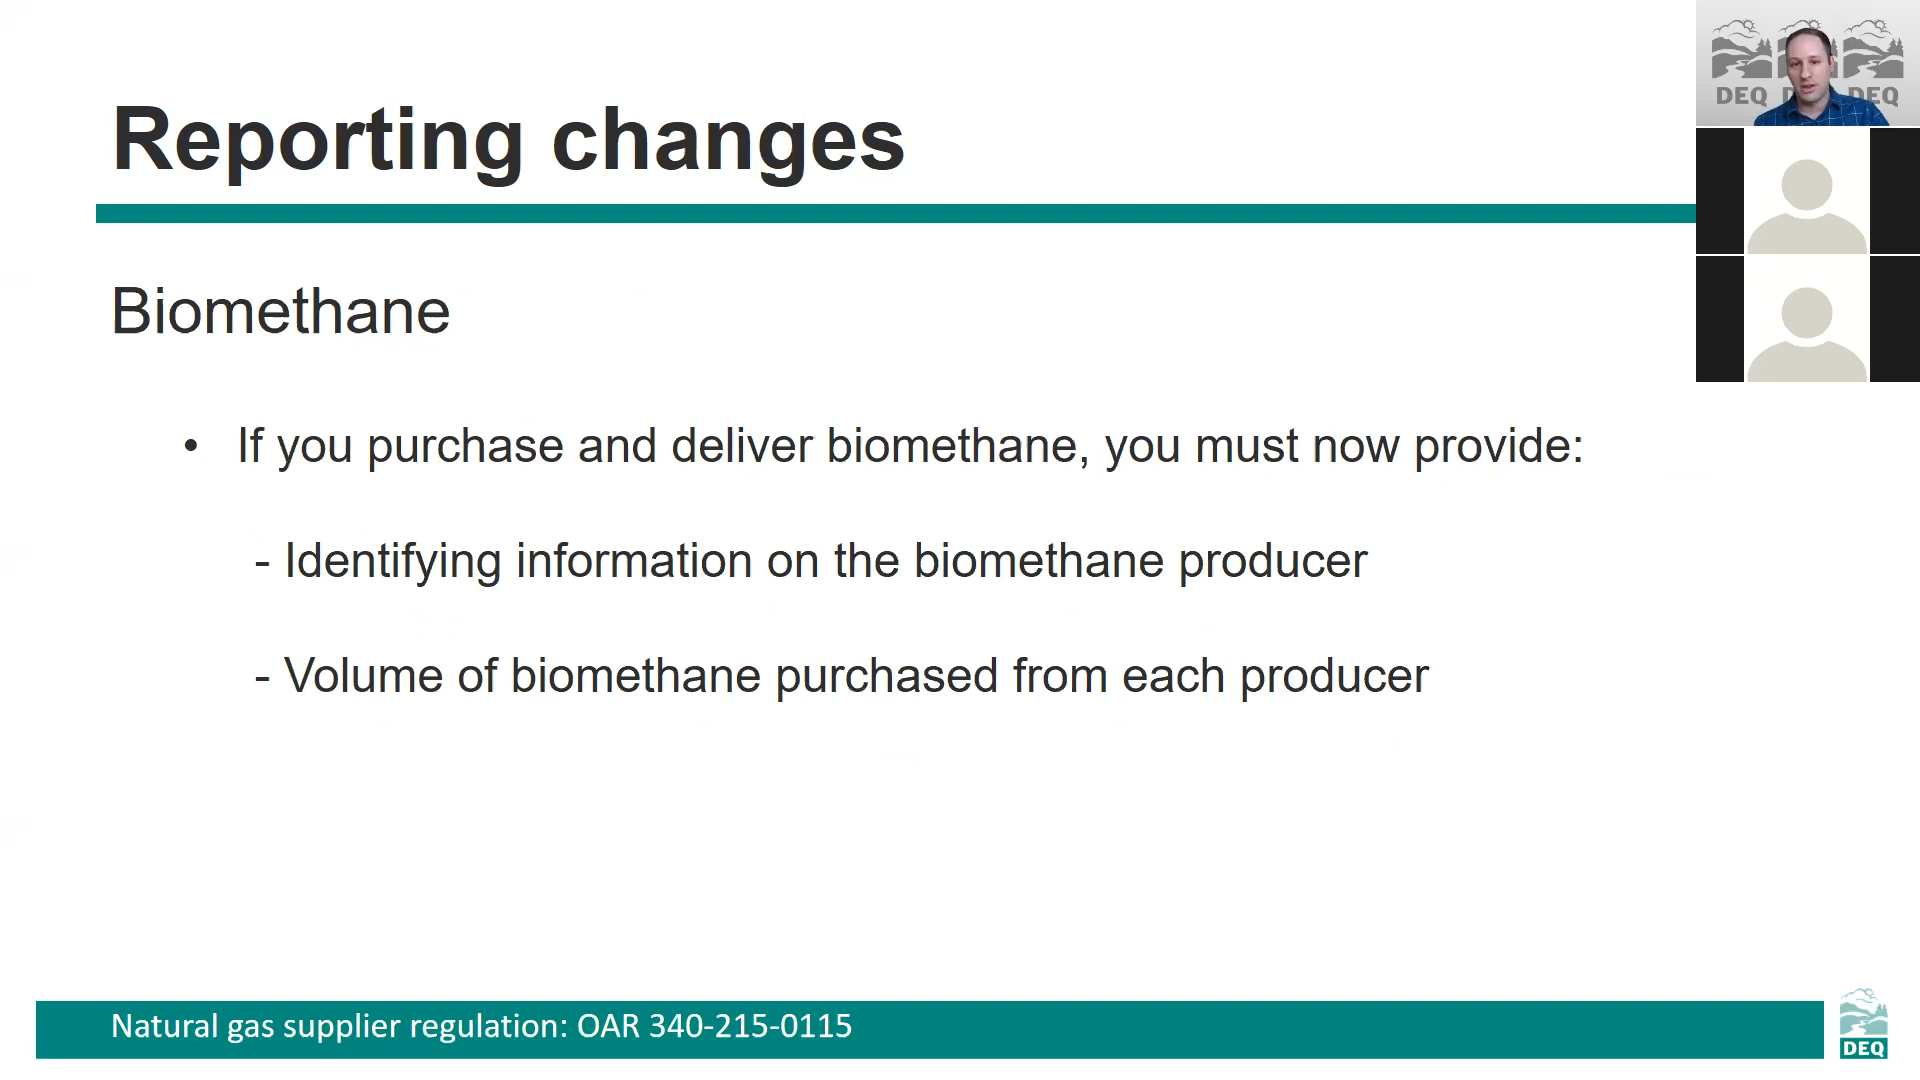 Reporting changes
Biomethane
• If you purchase and deliver biomethane, you must now provide:
- Identifying information on the biomethane producer
- Volume of biomethane purchased from each producer
Natural gas supplier regulation: OAR 340-215-0115
DEQ
DEQ D DEQ